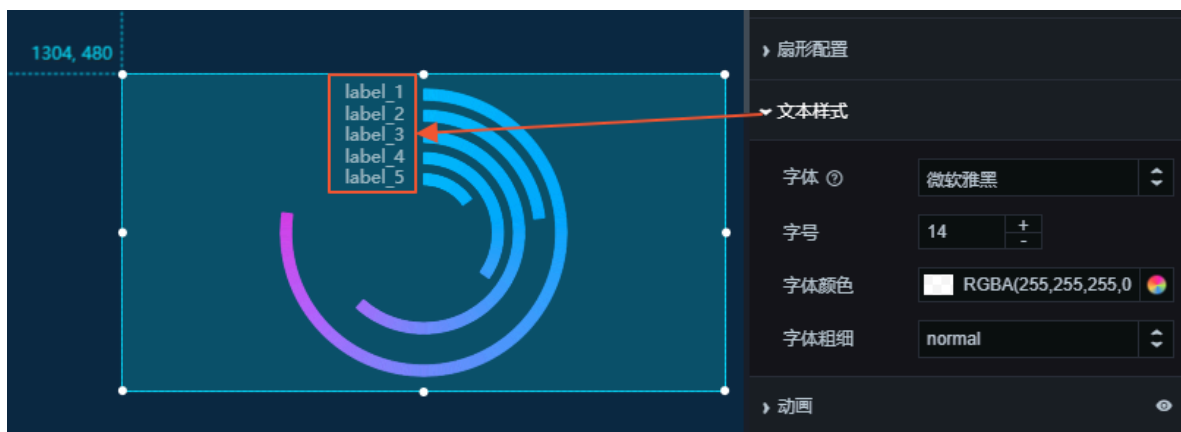 1304, 480
label_1
label_2
label_3
label_4
label_5
扇形配置
文本样式
字体 ?
微软雅黑
字号
14
+
-
字体颜色
RGBA(255,255,255,0
字体粗细
normal
动画